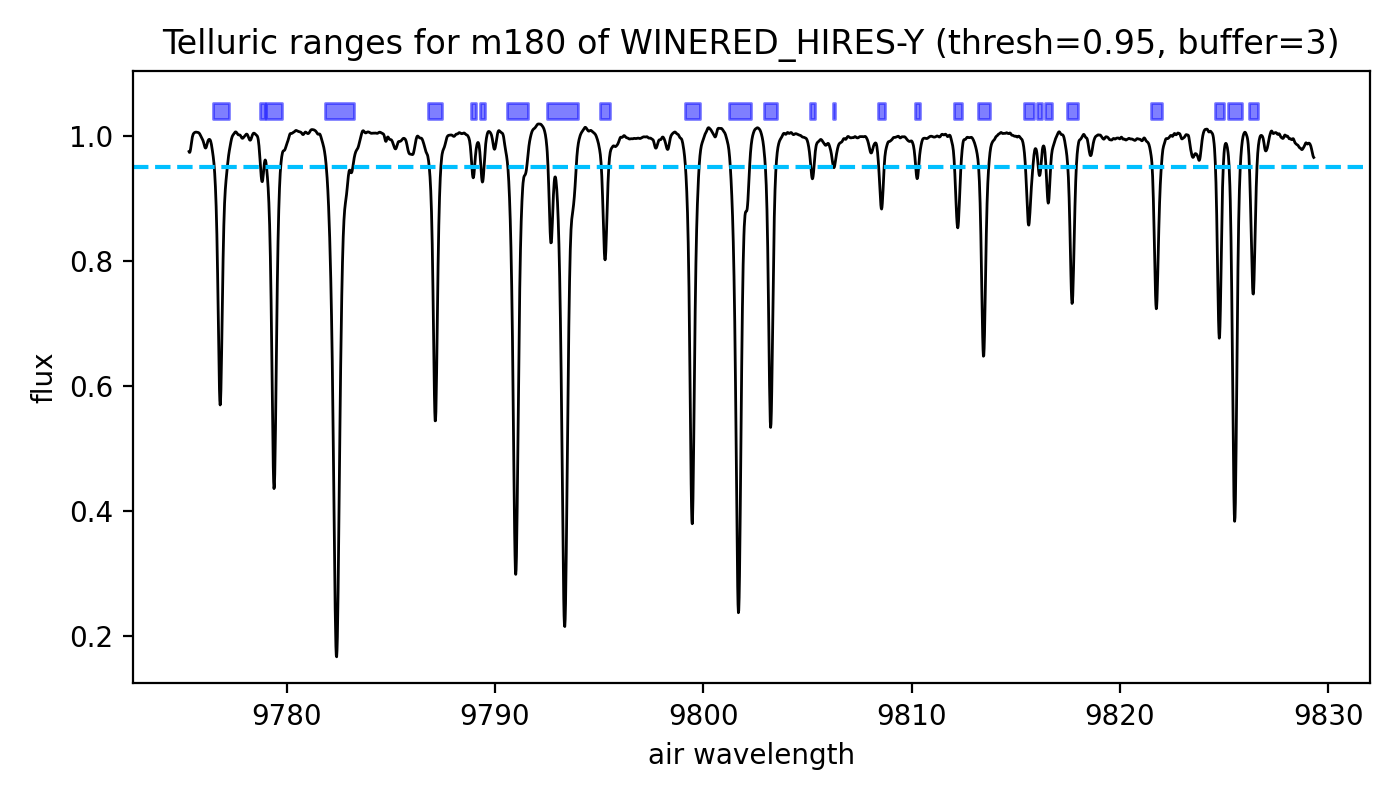 Telluric ranges for m180 of WINERED_HIRES-Y (thresh=0.95, buffer=3)
1.0
0.8
0.6
0.4
0.2
flux
9780 9790 9800 9810 9820 9830
air wavelength